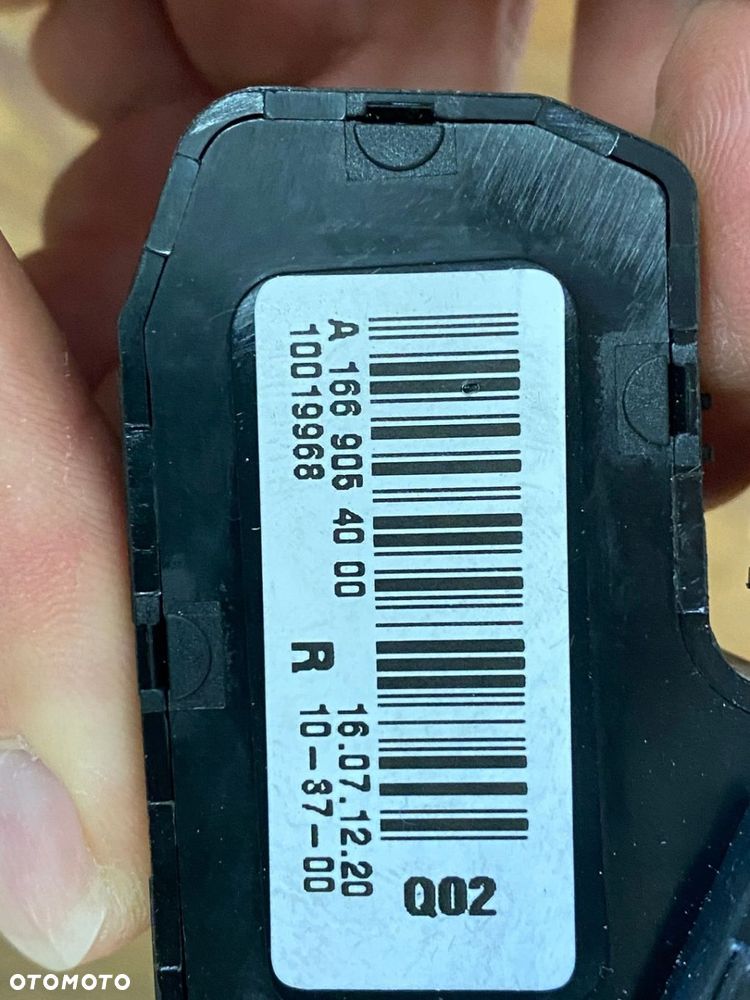 A 166 905 40 00 16.07.12.20
10019968 R 10-37-00
Q02
OTOMOTO